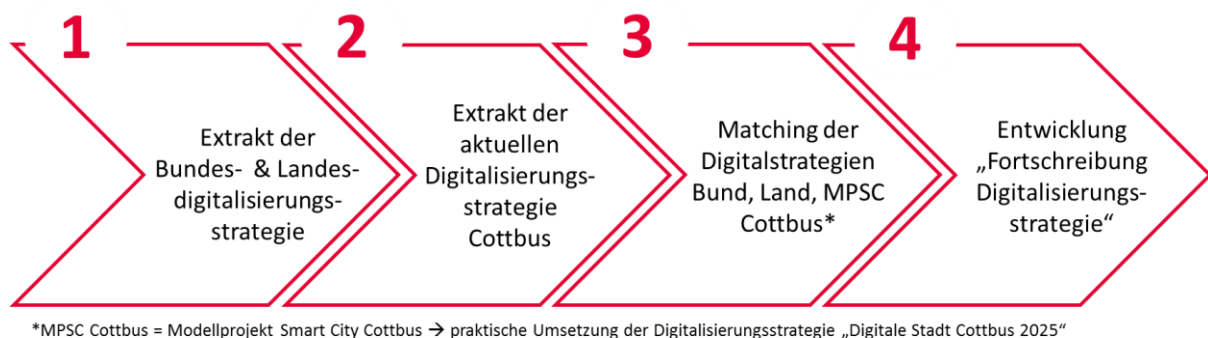 1
Extrakt der
Bundes- & Landes-
digitalisierungs-
strategie
2
Extrakt der
aktuellen
Digitalisierungs-
strategie
Cottbus
3
Matching der
Digitalstrategien
Bund, Land, MPSC
Cottbus*
4
Entwicklung
„Fortschreibung
Digitalisierungs-
strategie“
*MPSC Cottbus = Modellprojekt Smart City Cottbus → praktische Umsetzung der Digitalisierungsstrategie „Digitale Stadt Cottbus 2025“